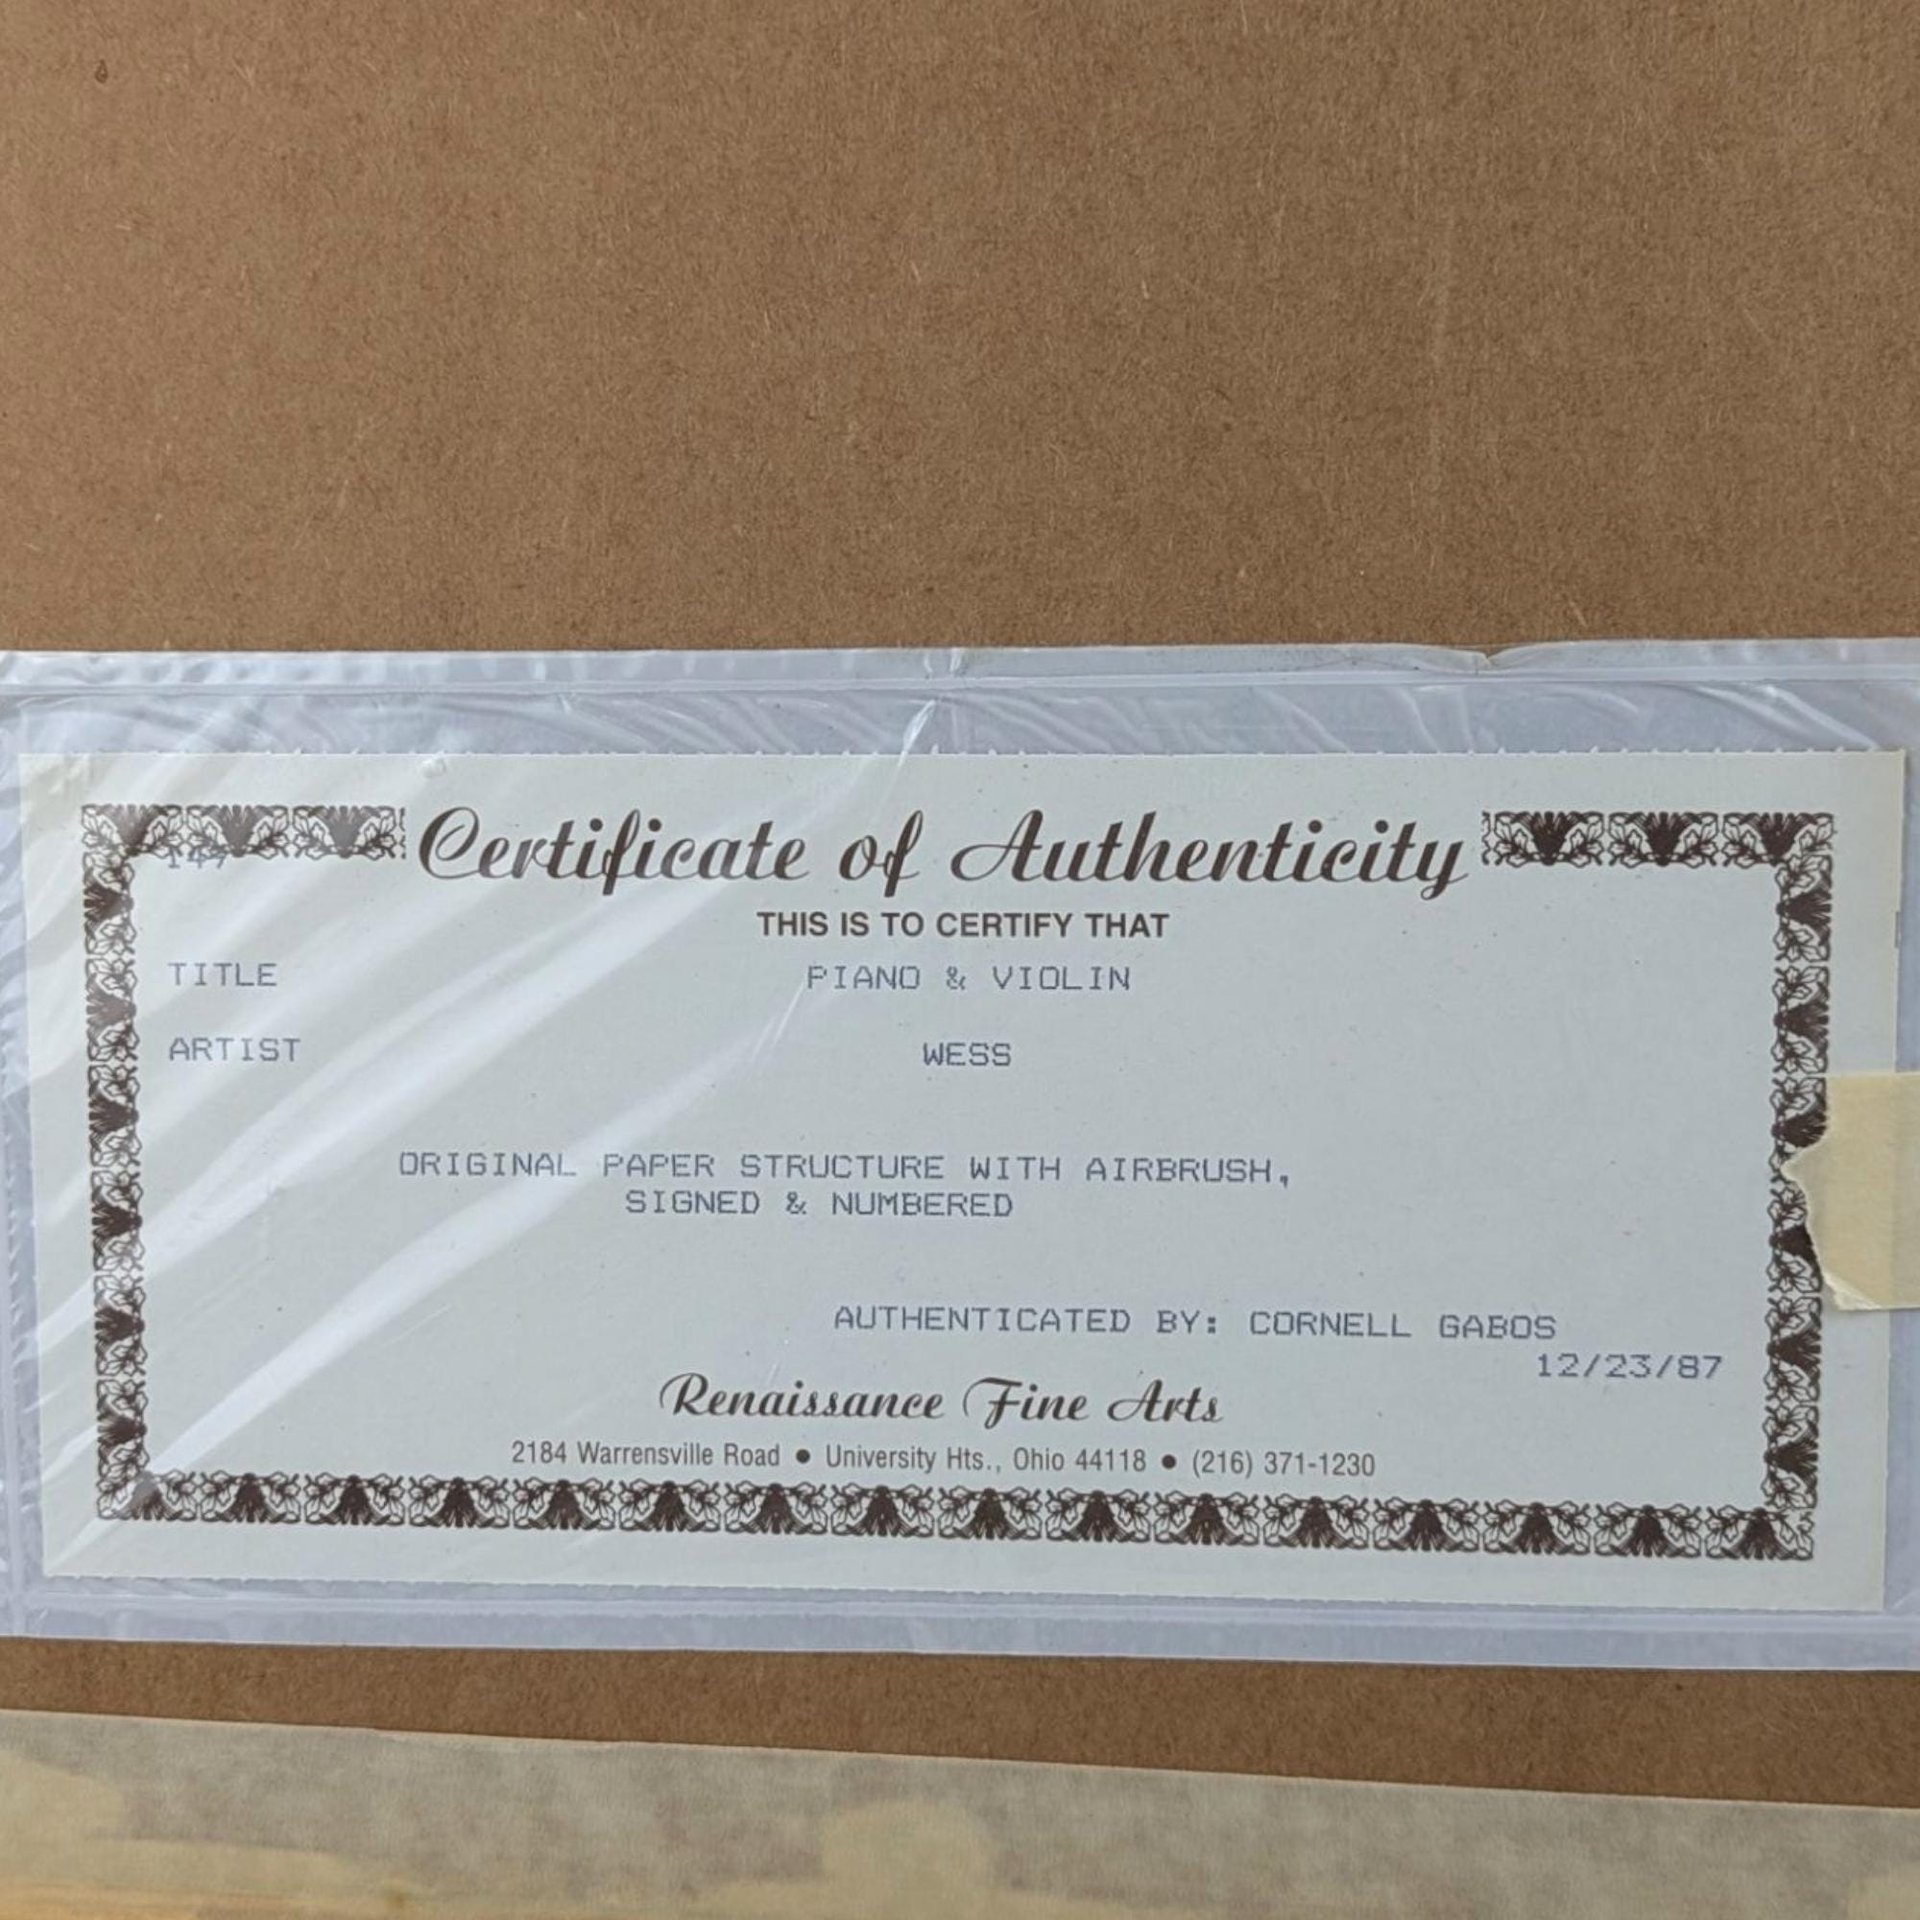 Certificate of Authenticity
147
THIS IS TO CERTIFY THAT
TITLE PIANO & VIOLIN
ARTIST WESS
ORIGINAL PAPER STRUCTURE WITH AIRBRUSH,
SIGNED & NUMBERED
AUTHENTICATED BY: CORNELL GABOS
12/23/87
Renaissance Fine Arts
2184 Warrensville Road ● University Hts., Ohio 44118 ● (216) 371-1230